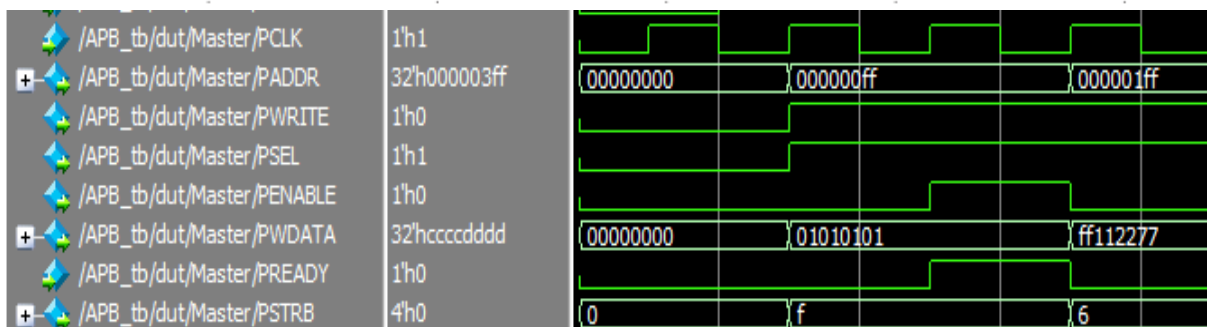 /APB_tb/dut/Master/PCLK 1'h1
/APB_tb/dut/Master/PADDR 32'h000003ff 00000000 000000ff 000001ff
/APB_tb/dut/Master/PWRITE 1'h0
/APB_tb/dut/Master/PSEL 1'h1
/APB_tb/dut/Master/PENABLE 1'h0
/APB_tb/dut/Master/PWDATA 32'hccccdddd 00000000 01010101 ff112277
/APB_tb/dut/Master/PREADY 1'h0
/APB_tb/dut/Master/PSTRB 4'h0 0 f 6